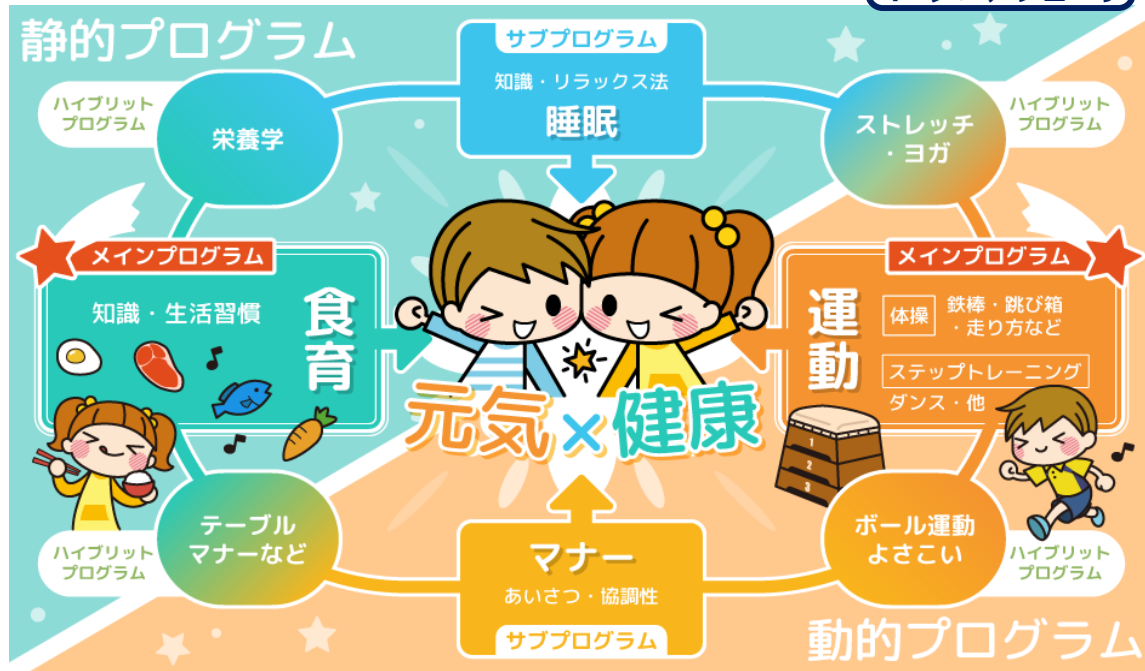 静的プログラム
サブプログラム
知識・リラックス法
睡眠
ハイブリット
プログラム
栄養学
ストレッチ
・ヨガ
ハイブリット
プログラム
メインプログラム
知識・生活習慣
食育
メインプログラム
運動
体操
鉄棒・跳び箱
・走り方など
ステップトレーニング
ダンス・他
元気×健康
1
2
3
テーブル
マナーなど
ハイブリット
プログラム
マナー
あいさつ・協調性
サブプログラム
ボール運動
よさこい
ハイブリット
プログラム
動的プログラム